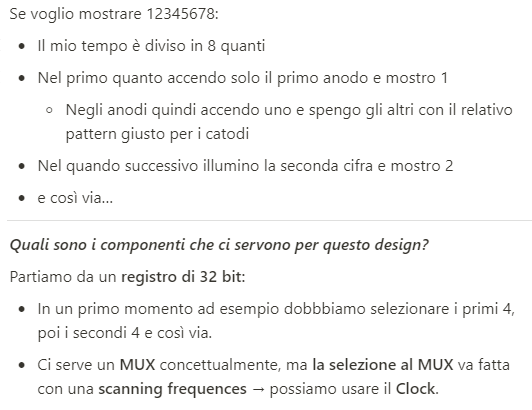 Se voglio mostrare 12345678:
• Il mio tempo è diviso in 8 quanti
• Nel primo quanto accendo solo il primo anodo e mostro 1
◦ Negli anodi quindi accendo uno e spengo gli altri con il relativo
pattern giusto per i catodi
• Nel quando successivo illumino la seconda cifra e mostro 2
• e così via...
Quali sono i componenti che ci servono per questo design?
Partiamo da un registro di 32 bit:
• In un primo momento ad esempio dobbbiamo selezionare i primi 4,
poi i secondi 4 e così via.
• Ci serve un MUX concettualmente, ma la selezione al MUX va fatta
con una scanning frequences → possiamo usare il Clock.